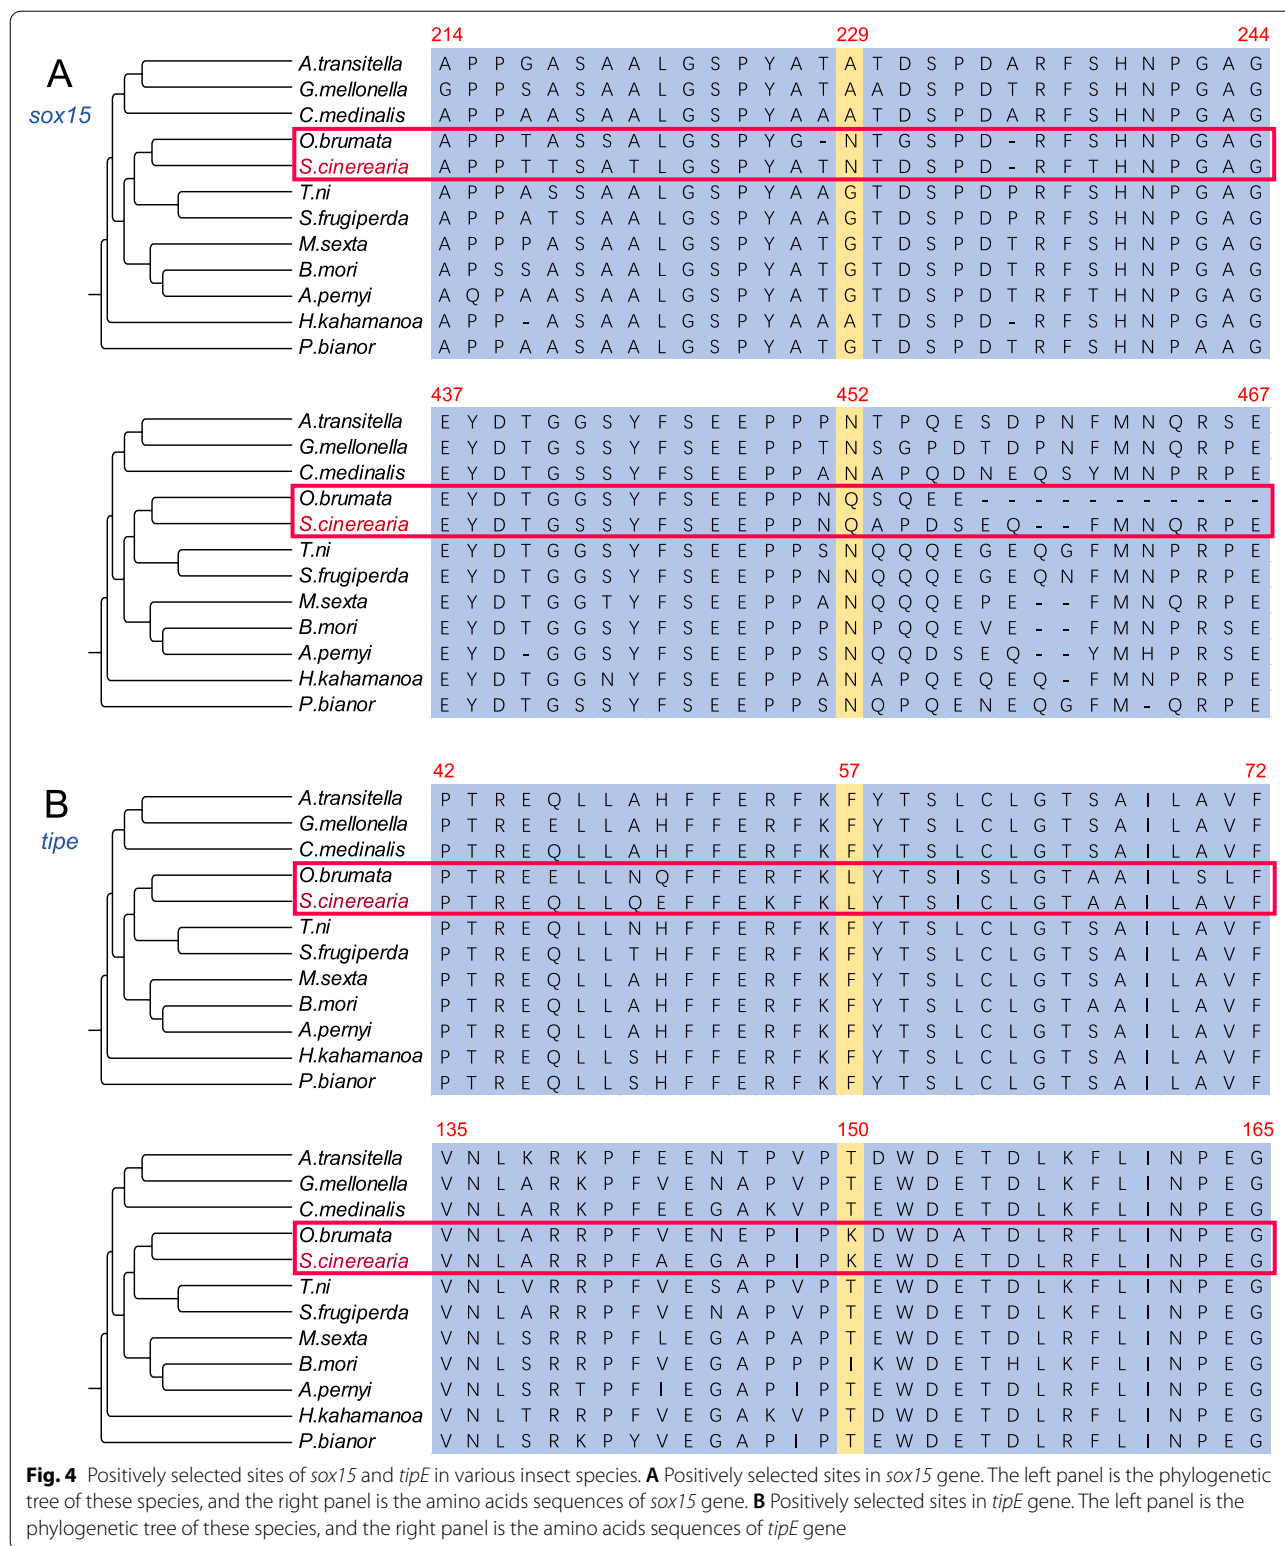 A
sox15
214 229 244
A.transitella A P P G A S A A L G S P Y A T A T D S P D A R F S H N P G A G
G.mellonella G P P S A S A A L G S P Y A T A A D S P D T R F S H N P G A G
C.medinalis A P P A A S A A L G S P Y A A A T D S P D A R F S H N P G A G
O.brumata A P P T A S S A L G S P Y G - N T G S P D - R F S H N P G A G
S.cinerearia A P P T T S A T L G S P Y A T N T D S P D - R F T H N P G A G
T.ni A P P A S S A A L G S P Y A A G T D S P D P R F S H N P G A G
S.frugiperda A P P A T S A A L G S P Y A A G T D S P D P R F S H N P G A G
M.sexta A P P P A S A A L G S P Y A T G T D S P D T R F S H N P G A G
B.mori A P S S A S A A L G S P Y A T G T D S P D T R F S H N P G A G
A.pernyi A Q P A A S A A L G S P Y A T G T D S P D T R F T H N P G A G
H.kahamanoa A P P - A S A A L G S P Y A A A T D S P D - R F S H N P G A G
P.bianor A P P A A S A A L G S P Y A T G T D S P D T R F S H N P A A G
437 452 467
A.transitella E Y D T G G S Y F S E E P P P N T P Q E S D P N F M N Q R S E
G.mellonella E Y D T G S S Y F S E E P P T N S G P D T D P N F M N Q R P E
C.medinalis E Y D T G G S Y F S E E P P A N A P Q D N E Q S Y M N P R P E
O.brumata E Y D T G G S Y F S E E P P N Q S Q E E - - - - - - - - - - -
S.cinerearia E Y D T G S S Y F S E E P P N Q A P D S E Q - - F M N Q R P E
T.ni E Y D T G G S Y F S E E P P S N Q Q Q E G E Q G F M N P R P E
S.frugiperda E Y D T G G S Y F S E E P P N N Q Q Q E G E Q N F M N P R P E
M.sexta E Y D T G G T Y F S E E P P A N Q Q Q E P E - - F M N Q R P E
B.mori E Y D T G G S Y F S E E P P P N P Q Q E V E - - F M N P R S E
A.pernyi E Y D - G G S Y F S E E P P S N Q Q D S E Q - - Y M H P R S E
H.kahamanoa E Y D T G G N Y F S E E P P A N A P Q E Q E Q - F M N P R P E
P.bianor E Y D T G S S Y F S E E P P S N Q P Q E N E Q G F M - Q R P E
B
tipe
42 57 72
A.transitella P T R E Q L L A H F F E R F K F Y T S L C L G T S A I L A V F
G.mellonella P T R E E L L A H F F E R F K F Y T S L C L G T S A I L A V F
C.medinalis P T R E Q L L A H F F E R F K F Y T S L C L G T S A I L A V F
O.brumata P T R E E L L N Q F F E R F K L Y T S I S L G T A A I L S L F
S.cinerearia P T R E Q L L Q E F F E K F K L Y T S I C L G T A A I L A V F
T.ni P T R E Q L L N H F F E R F K F Y T S L C L G T S A I L A V F
S.frugiperda P T R E Q L L T H F F E R F K F Y T S L C L G T S A I L A V F
M.sexta P T R E Q L L A H F F E R F K F Y T S L C L G T S A I L A V F
B.mori P T R E Q L L A H F F E R F K F Y T S L C L G T A A I L A V F
A.pernyi P T R E Q L L A H F F E R F K F Y T S L C L G T S A I L A V F
H.kahamanoa P T R E Q L L S H F F E R F K F Y T S L C L G T S A I L A V F
P.bianor P T R E Q L L S H F F E R F K F Y T S L C L G T S A I L A V F
135 150 165
A.transitella V N L K R K P F E E N T P V P T D W D E T D L K F L I N P E G
G.mellonella V N L A R K P F V E N A P V P T E W D E T D L K F L I N P E G
C.medinalis V N L A R K P F E E G A K V P T E W D E T D L K F L I N P E G
O.brumata V N L A R R P F V E N E P I P K D W D A T D L R F L I N P E G
S.cinerearia V N L A R R P F A E G A P I P K E W D E T D L R F L I N P E G
T.ni V N L V R R P F V E S A P V P T E W D E T D L K F L I N P E G
S.frugiperda V N L A R R P F V E N A P V P T E W D E T D L K F L I N P E G
M.sexta V N L S R R P F L E G A P A P T E W D E T D L R F L I N P E G
B.mori V N L S R R P F V E G A P P P I K W D E T H L K F L I N P E G
A.pernyi V N L S R T P F I E G A P I P T E W D E T D L R F L I N P E G
H.kahamanoa V N L T R R P F V E G A K V P T D W D E T D L R F L I N P E G
P.bianor V N L S R K P Y V E G A P I P T E W D E T D L R F L I N P E G
Fig. 4 Positively selected sites of sox15 and tipE in various insect species. A Positively selected sites in sox15 gene. The left panel is the phylogenetic
tree of these species, and the right panel is the amino acids sequences of sox15 gene. B Positively selected sites in tipE gene. The left panel is the
phylogenetic tree of these species, and the right panel is the amino acids sequences of tipE gene